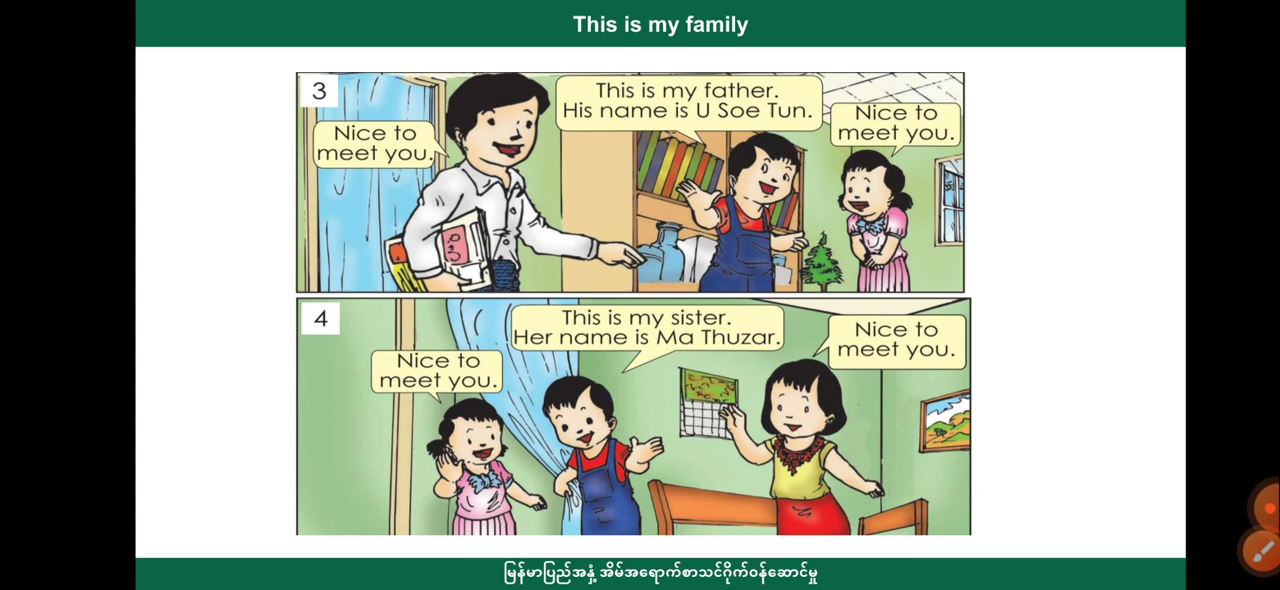 This is my family
3
This is my father.
His name is U Soe Tun.
Nice to
meet you.
Nice to
meet you.
4
This is my sister.
Her name is Ma Thuzar.
Nice to
meet you.
Nice to
meet you.
မြန်မာပြည်အနှံ့ အိမ်အရောက်စာသင်ဂိုက်ဝန်ဆောင်မှု